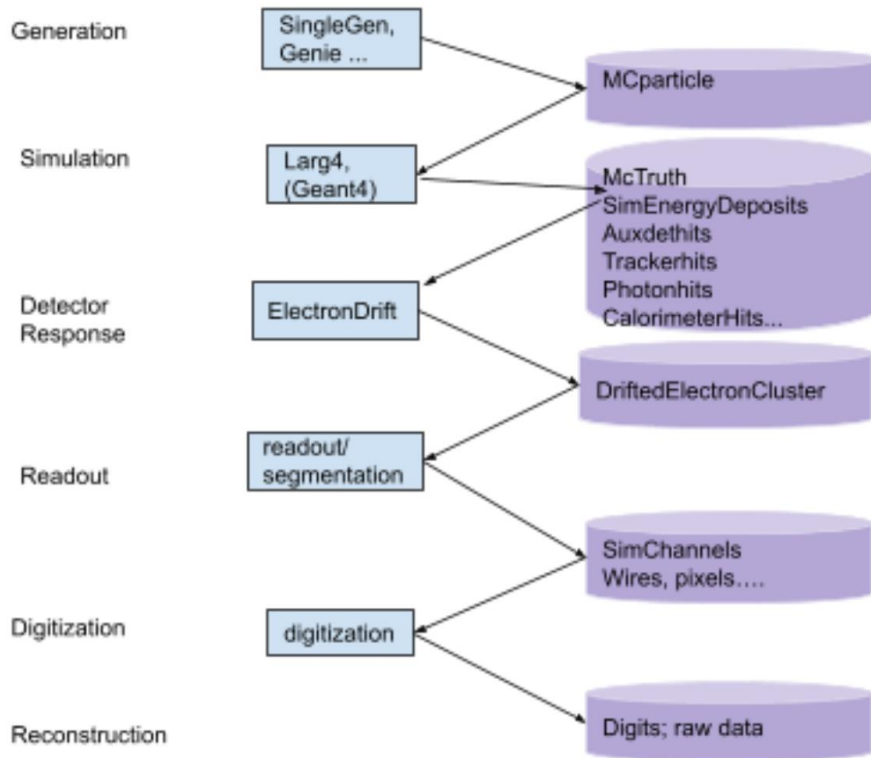 Generation
SingleGen,
Genie ...
MCparticle
Simulation
Larg4,
(Geant4)
McTruth
SimEnergyDeposits
Auxdethits
Trackerhits
Photonhits
CalorimeterHits...
Detector
Response
ElectronDrift
DriftedElectronCluster
Readout
readout/
segmentation
SimChannels
Wires, pixels....
Digitization
digitization
Reconstruction
Digits; raw data